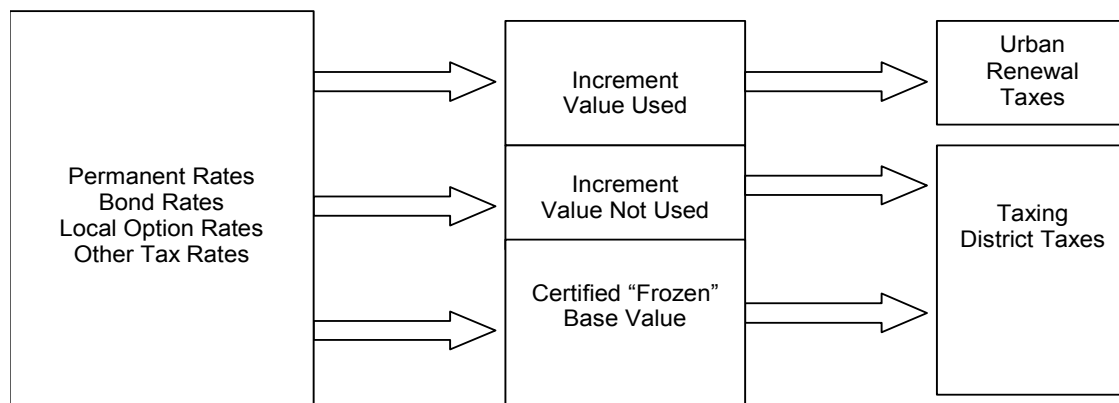 Permanent Rates
Bond Rates
Local Option Rates
Other Tax Rates
Increment
Value Used
Increment
Value Not Used
Certified “Frozen”
Base Value
Urban
Renewal
Taxes
Taxing
District Taxes